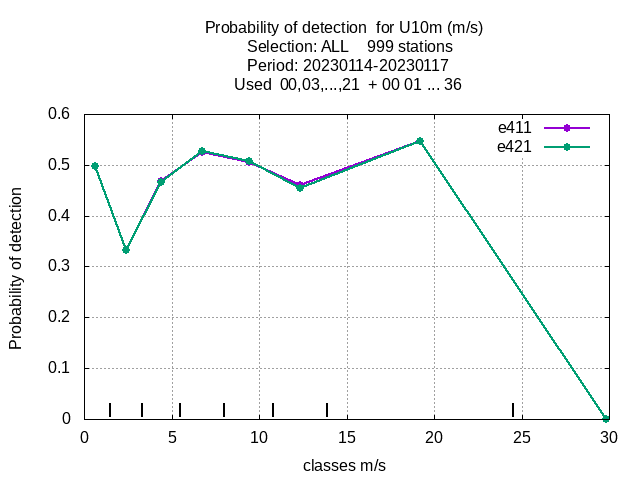 Probability of detection  for U10m (m/s)
Selection: ALL    999 stations
Period: 20230114-20230117
Used  00,03,...,21  + 00 01 ... 36
e411
e421
Probability of detection
0.6
0.5
0.4
0.3
0.2
0.1
0
0 5 10 15 20 25 30
classes m/s